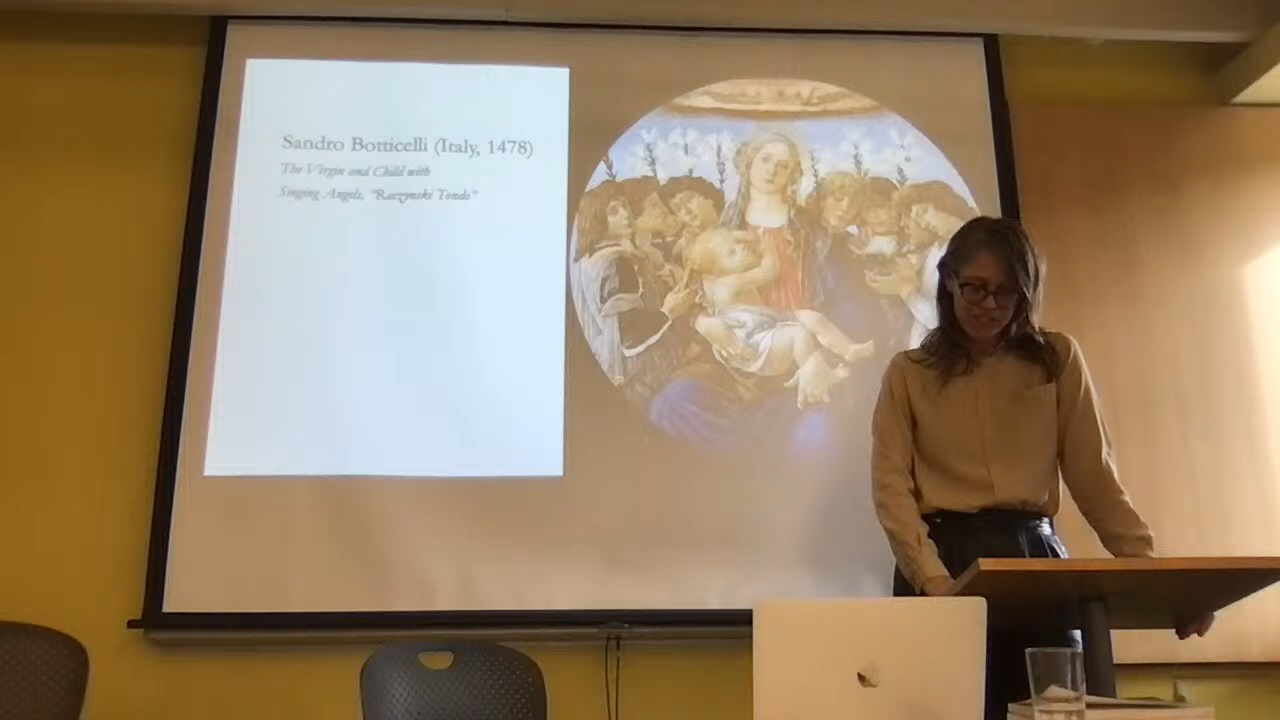 Sandro Botticelli (Italy, 1478)
The Virgin and Child with
Singing Angels, "Raczynski Tondo"